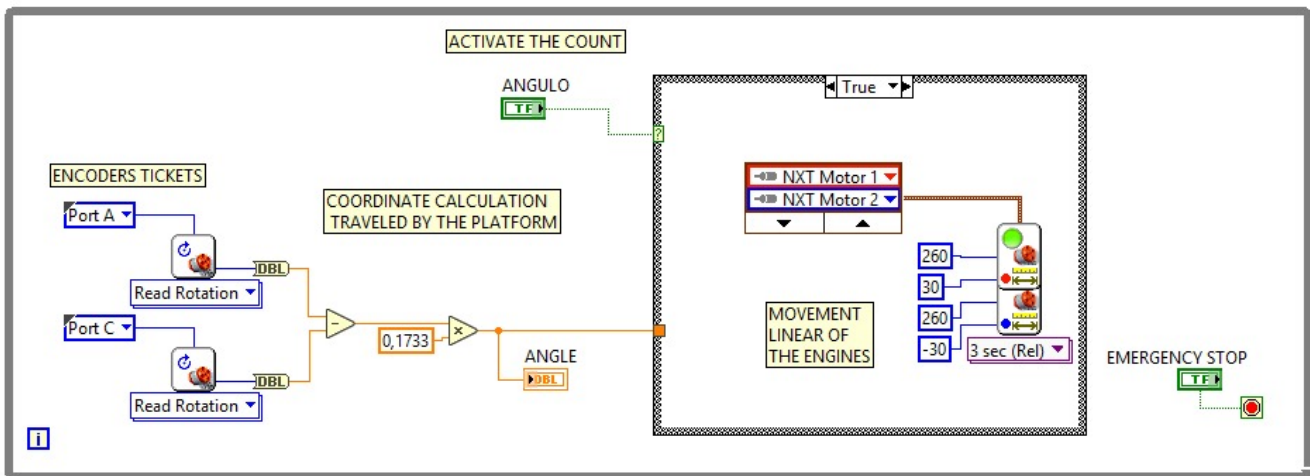 ACTIVATE THE COUNT
ANGULO
TF
True
?
ENCODERS TICKETS
Port A
DBL
Read Rotation
Port C
DBL
Read Rotation
COORDINATE CALCULATION
TRAVELED BY THE PLATFORM
-
0,1733
x
ANGLE
DBL
NXT Motor 1
NXT Motor 2
260
30
260
-30
3 sec (Rel)
MOVEMENT
LINEAR OF
THE ENGINES
EMERGENCY STOP
TF
i